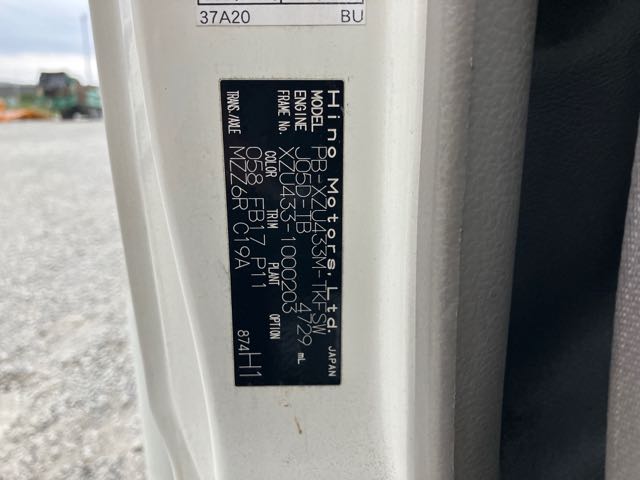 37A20 BU
Hino Motors, Ltd. JAPAN
MODEL PB-XZU433M-TKFSW
ENGINE J05D-TB 4729 mL
FRAME No. XZU433-1000203
COLOR TRIM PLANT OPTION
058 FB17 P11
TRANS./AXLE MZZ6R C19A
874H1